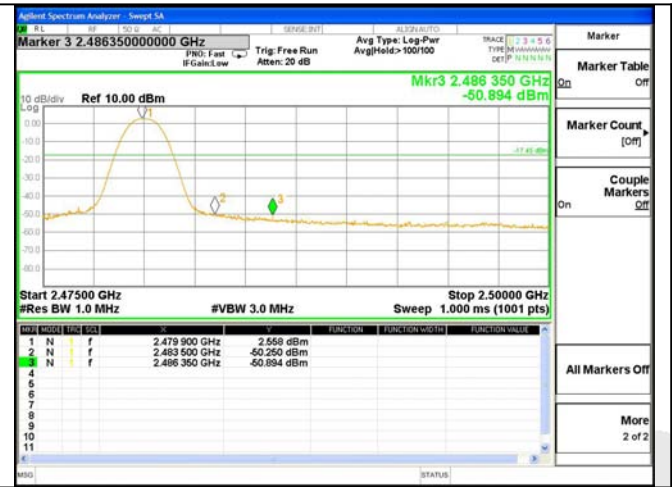 Agilent Spectrum Analyzer - Swept SA
RL RF 50 Ω AC SENSE:INT ALIGN AUTO
Marker 3 2.486350000000 GHz
PNO: Fast
IFGain:Low
Trig: Free Run
Atten: 20 dB
Avg Type: Log-Pwr
Avg|Hold:>100/100
TRACE 1 2 3 4 5 6
TYPE M
DET P N N N N N
Mkr3 2.486 350 GHz
-50.894 dBm
10 dB/div Ref 10.00 dBm
Log
0.00
-10.0
-20.0
-30.0
-40.0
-50.0
-60.0
-70.0
-80.0
1
2
3
Start 2.47500 GHz Stop 2.50000 GHz
#Res BW 1.0 MHz #VBW 3.0 MHz Sweep 1.000 ms (1001 pts)
MKR MODE TRC SCL X Y FUNCTION FUNCTION WIDTH FUNCTION VALUE
1 N 1 f 2.479 900 GHz 2.558 dBm
2 N 1 f 2.483 500 GHz -50.250 dBm
3 N 1 f 2.486 350 GHz -50.894 dBm
4
5
6
7
8
9
10
11
MSG STATUS
Marker
Marker Table
On Off
Marker Count
[Off]
Couple
Markers
On Off
All Markers Off
More
2 of 2